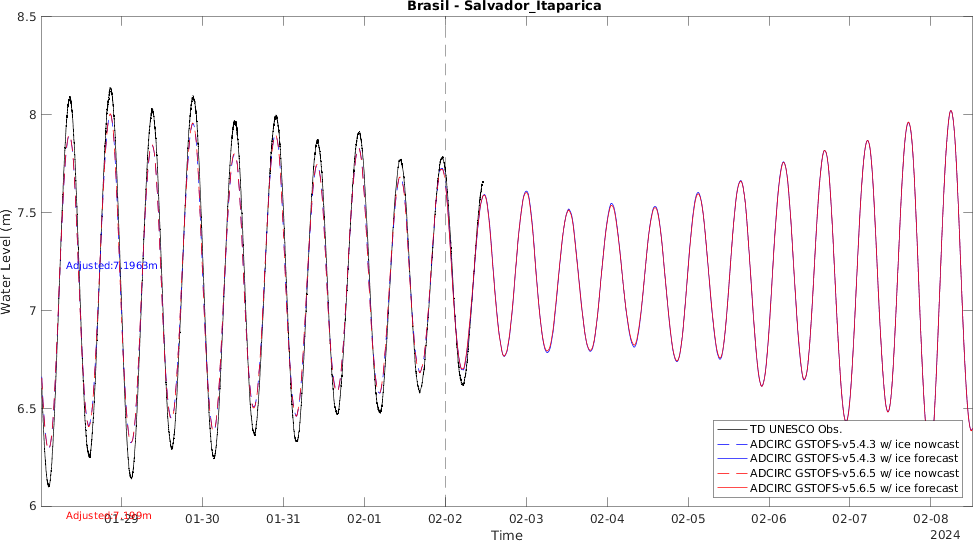 Brasil - Salvador_Itaparica
8.5
8
7.5
7
6.5
6
Water Level (m)
Adjusted:7.1963m
Adjusted:7.199m
01-29
01-30
01-31
02-01
02-02
02-03
02-04
02-05
02-06
02-07
02-08
2024
Time
TD UNESCO Obs.
ADCIRC GSTOFS-v5.4.3 w/ ice nowcast
ADCIRC GSTOFS-v5.4.3 w/ ice forecast
ADCIRC GSTOFS-v5.6.5 w/ ice nowcast
ADCIRC GSTOFS-v5.6.5 w/ ice forecast